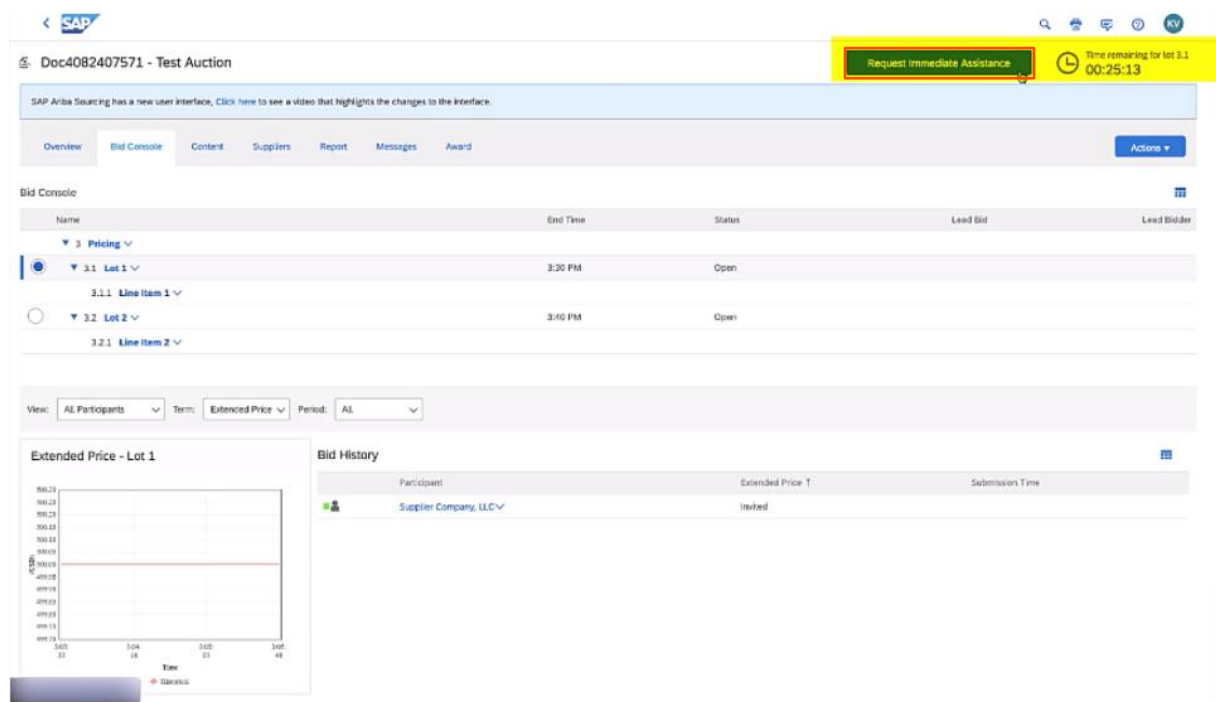 SAP
KV
Doc4082407571 - Test Auction
Request Immediate Assistance
Time remaining for lot 3.1
00:25:13
SAP Ariba Sourcing has a new user interface, Click here to see a video that highlights the changes to the interface.
Overview Bid Console Content Suppliers Report Messages Award
Actions
Bid Console
Name End Time Status Lead Bid Lead Bidder
3 Pricing
3.1 Lot 1 3:30 PM Open
3.1.1 Line Item 1
3.2 Lot 2 3:40 PM Open
3.2.1 Line Item 2
View: All Participants Term: Extended Price Period: All
Extended Price - Lot 1
Bid History
Participant Extended Price ↑ Submission Time
Supplier Company, LLC Invited
Time